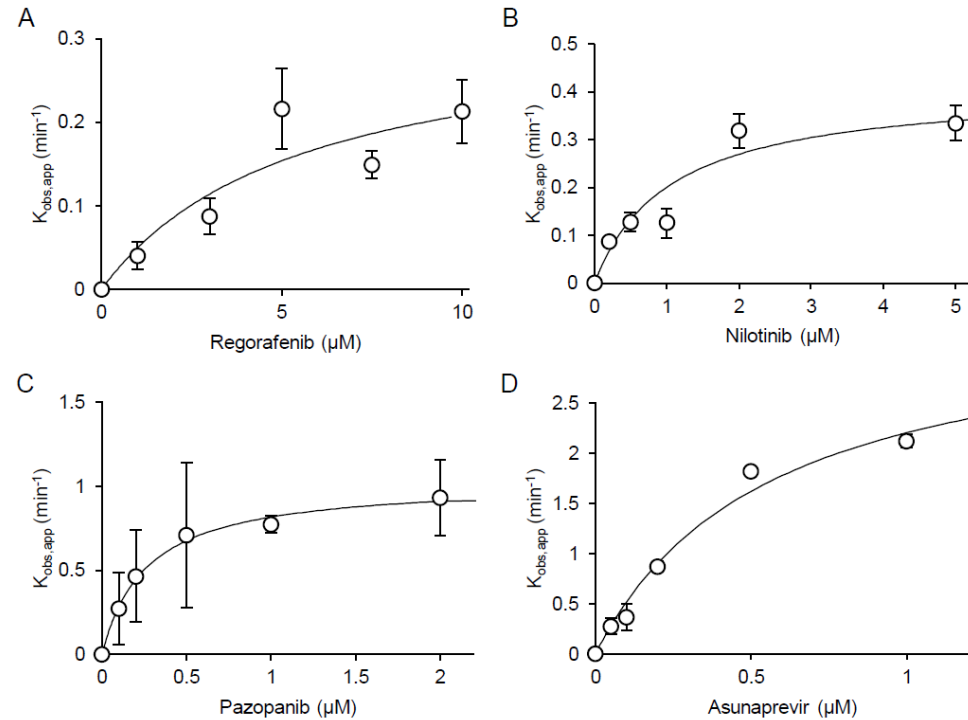 A
0.3
0.2
0.1
0
K_obs,app (min⁻¹)
0 5 10
Regorafenib (µM)
B
0.5
0.4
0.3
0.2
0.1
0
K_obs,app (min⁻¹)
0 1 2 3 4 5
Nilotinib (µM)
C
1.5
1
0.5
0
K_obs,app (min⁻¹)
0 0.5 1 1.5 2
Pazopanib (µM)
D
2.5
2
1.5
1
0.5
0
K_obs,app (min⁻¹)
0 0.5 1
Asunaprevir (µM)